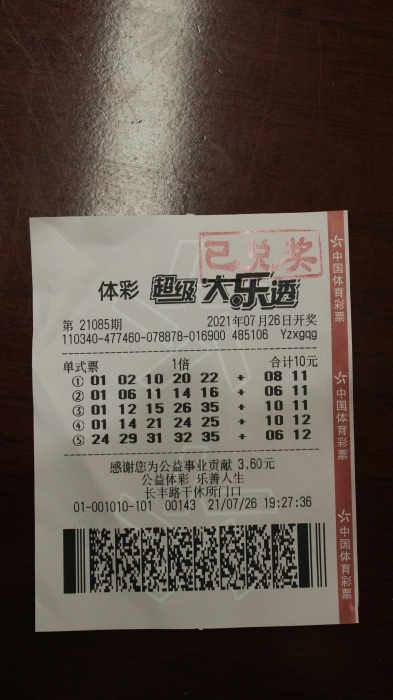 已兑奖
体彩 超级大乐透
第 21085期 2021年07月26日开奖
110340-477460-078878-016900 485106 Yzxgqg
单式票 1倍 合计10元
① 01 02 10 20 22 + 08 11
② 01 06 11 14 16 + 06 11
③ 01 12 15 26 35 + 10 11
④ 01 14 21 24 25 + 10 12
⑤ 24 29 31 32 35 + 06 12
感谢您为公益事业贡献 3.60元
公益体彩 乐善人生
长丰路干休所门口
01-001010-101 00143 21/07/26 19:27:36
中国体育彩票
中国体育彩票
中国体育彩票